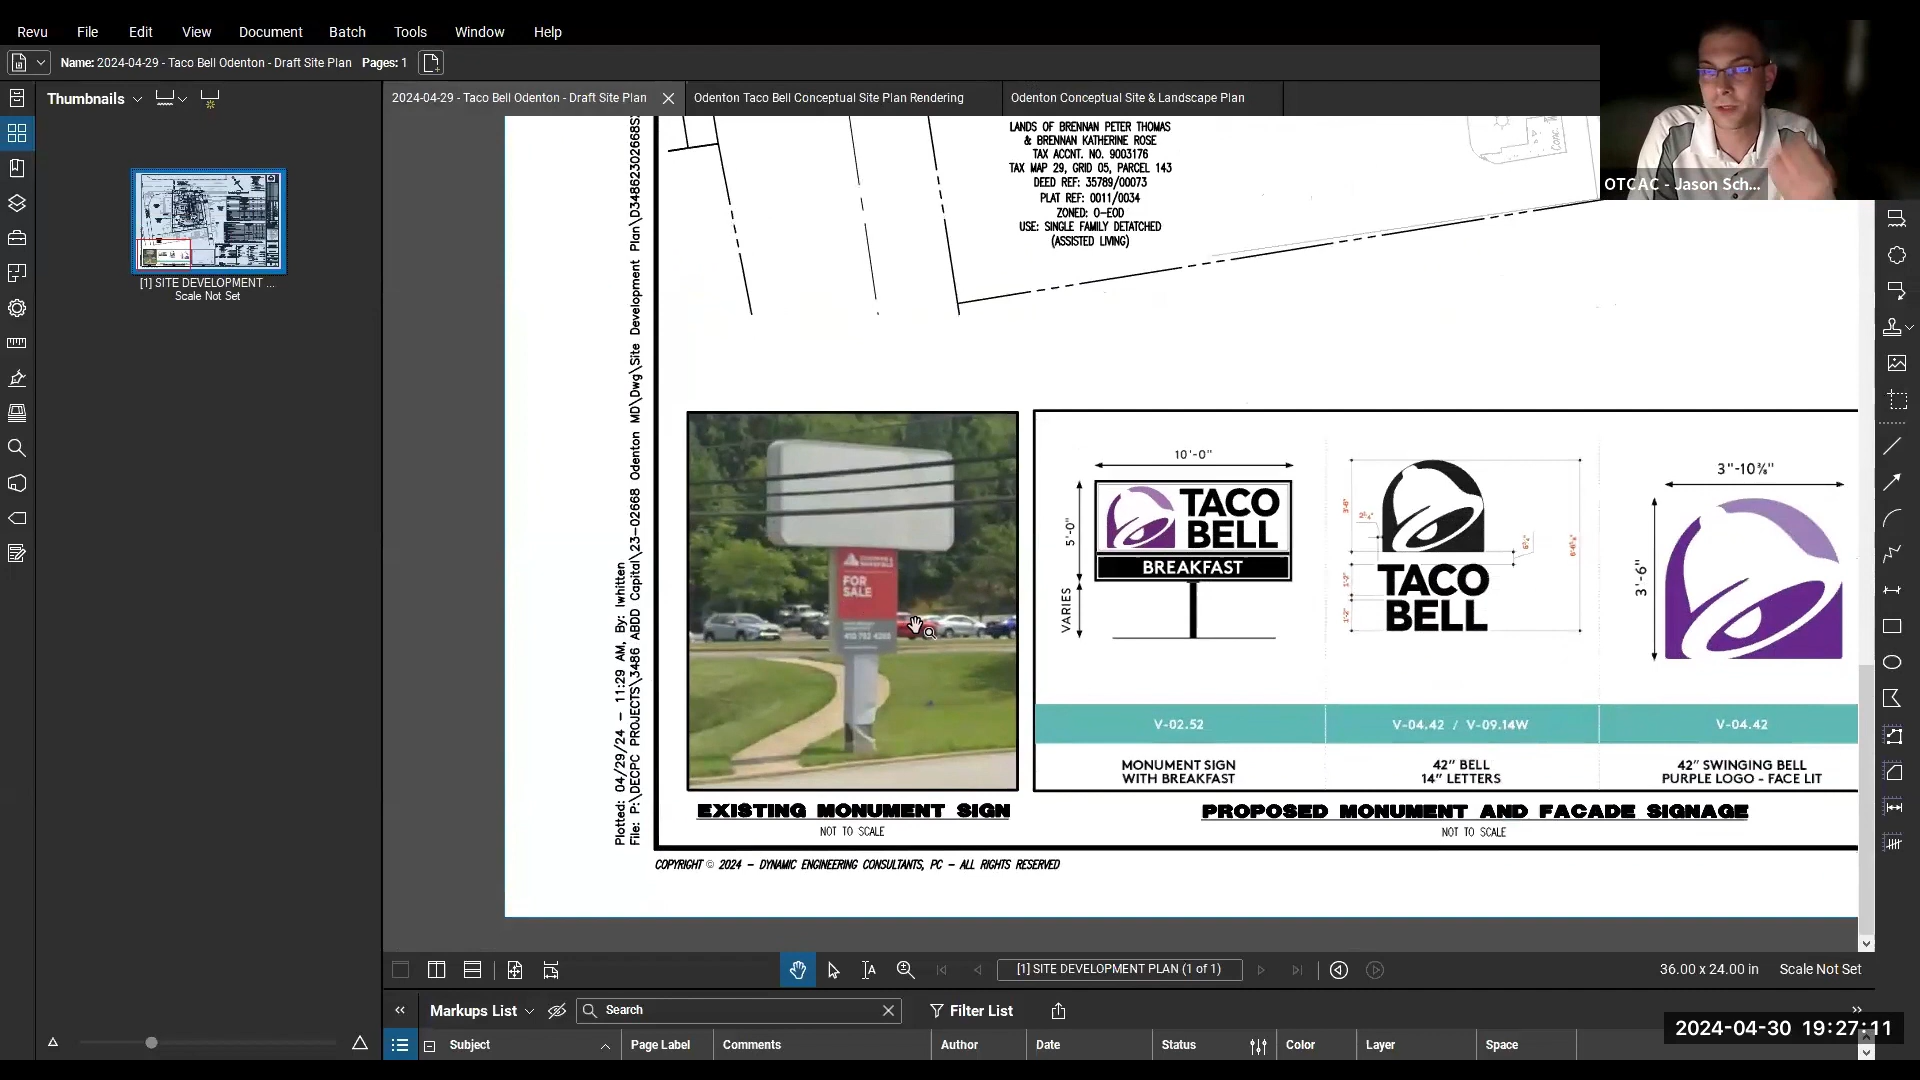 Revu File Edit View Document Batch Tools Window Help
Name: 2024-04-29 - Taco Bell Odenton - Draft Site Plan Pages: 1
Thumbnails
2024-04-29 - Taco Bell Odenton - Draft Site Plan
Odenton Taco Bell Conceptual Site Plan Rendering
Odenton Conceptual Site & Landscape Plan
OTCAC - Jason Sch...
[1] SITE DEVELOPMENT ...
Scale Not Set
LANDS OF BRENNAN PETER THOMAS
& BRENNAN KATHERINE ROSE
TAX ACCNT. NO. 9003176
TAX MAP 29, GRID 05, PARCEL 143
DEED REF: 35789/00073
PLAT REF: 0011/0034
ZONED: O-EOD
USE: SINGLE FAMILY DETATCHED
(ASSISTED LIVING)
Plotted: 04/29/24 - 11:29 AM, By: lwhitten
File: P:\DECPC PROJECTS\3486 ABDD Capital\23-02668 Odenton MD\Dwg\Site Development Plan\D348623026685
FOR
SALE
10'-0"
5'-0"
VARIES
TACO
BELL
BREAKFAST
TACO
BELL
3"-10⅜"
3'-6"
V-02.52
V-04.42 / V-09.14W
V-04.42
MONUMENT SIGN
WITH BREAKFAST
42" BELL
14" LETTERS
42" SWINGING BELL
PURPLE LOGO - FACE LIT
EXISTING MONUMENT SIGN
NOT TO SCALE
PROPOSED MONUMENT AND FACADE SIGNAGE
NOT TO SCALE
COPYRIGHT © 2024 - DYNAMIC ENGINEERING CONSULTANTS, PC - ALL RIGHTS RESERVED
[1] SITE DEVELOPMENT PLAN (1 of 1)
36.00 x 24.00 in
Scale Not Set
Markups List
Search
Filter List
2024-04-30 19:27:11
Subject
Page Label
Comments
Author
Date
Status
Color
Layer
Space